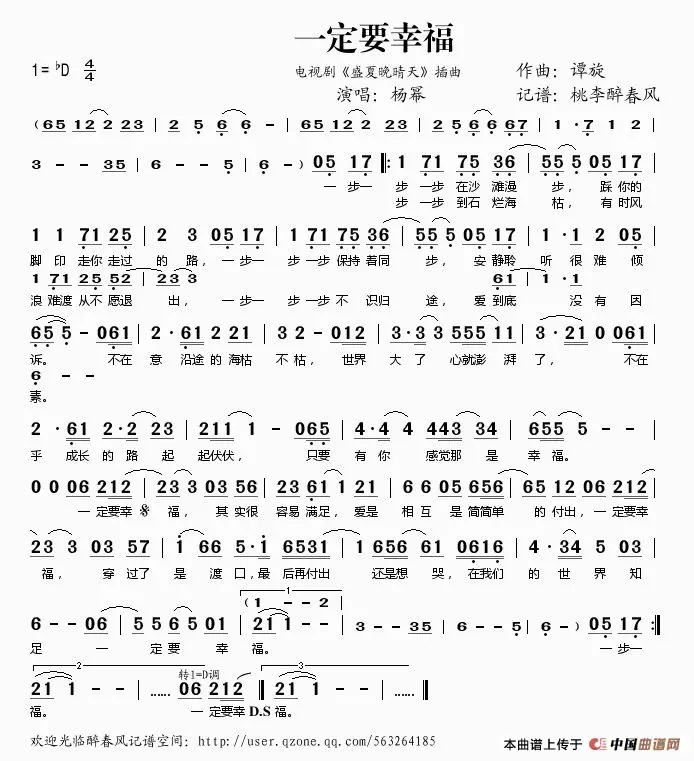 一定要幸福
1=♭D 4/4
电视剧《盛夏晚晴天》插曲
作曲：谭旋
演唱：杨幂
记谱：桃李醉春风
(65 12 2 23 | 2 5 6 6 | 65 12 2 23 | 2 5 6 6 67 | 1 · 7 1 2 |
3 - - 35 | 6 - - 5 | 6 - ) 05 17 ‖: 1 71 75 36 | 55 5 05 17 |
一步一 步 一步 在沙 滩漫 步， 踩你的
步 一步 到石 烂海 枯， 有时风
1 1 71 25 | 2 3 05 17 | 1 71 75 36 | 55 5 05 17 | 1 · 1 2 05 |
脚 印 走你 走过 的 路， 一步一 步 一步 保持 着同 步， 安 静聆 听 很 难 倾
1 71 25 52 | 23 3 61 | 1 · 1
浪 难渡 从不 愿退 出， 一步一 步一步 不 识归 途， 爱 到底 没 有 因
65 5 - 061 | 2 · 61 2 21 | 3 2 - 012 | 3·3 3 555 11 | 3 · 21 0 061 |
诉。 不在 意 沿途的 海枯 不 枯， 世界 大 了 心就澎 湃 了， 不在
6 - -
素。
2 · 61 2·2 23 | 211 1 - 065 | 4·4 4 443 34 | 655 5 - - |
乎 成长 的 路 起 起伏伏， 只要 有 你 感觉那 是 幸 福。
0 0 06 212 | 23 3 03 56 | 23 61 1 21 | 6 6 05 656 | 65 12 06 212 |
一定要幸 𝄋 福， 其 实很 容易 满足， 爱是 相 互 是 简简单 的 付出， 一定要幸
23 3 03 57 | 1 66 5·1 6531 | 1 656 61 0616 | 4·34 5 03 |
福， 穿 过了 是 渡 口，最 后再付出 还是想 哭，在我们 的 世 界 知
(1 - - 2
6 - - 06 | 5 5 6 5 01 | 21 1 - - | 3 - - 35 | 6 - - 5 | 6 - ) 05 17 :‖
足 一 定 要 幸 福。 一步一
2
转1=D调
3
21 1 - - | …… 06 212 ‖ 21 1 - - | …… ‖
福。 一定要幸D.S 福。
欢迎光临醉春风记谱空间：http://user.qzone.qq.com/563264185
本曲谱上传于 中国曲谱网